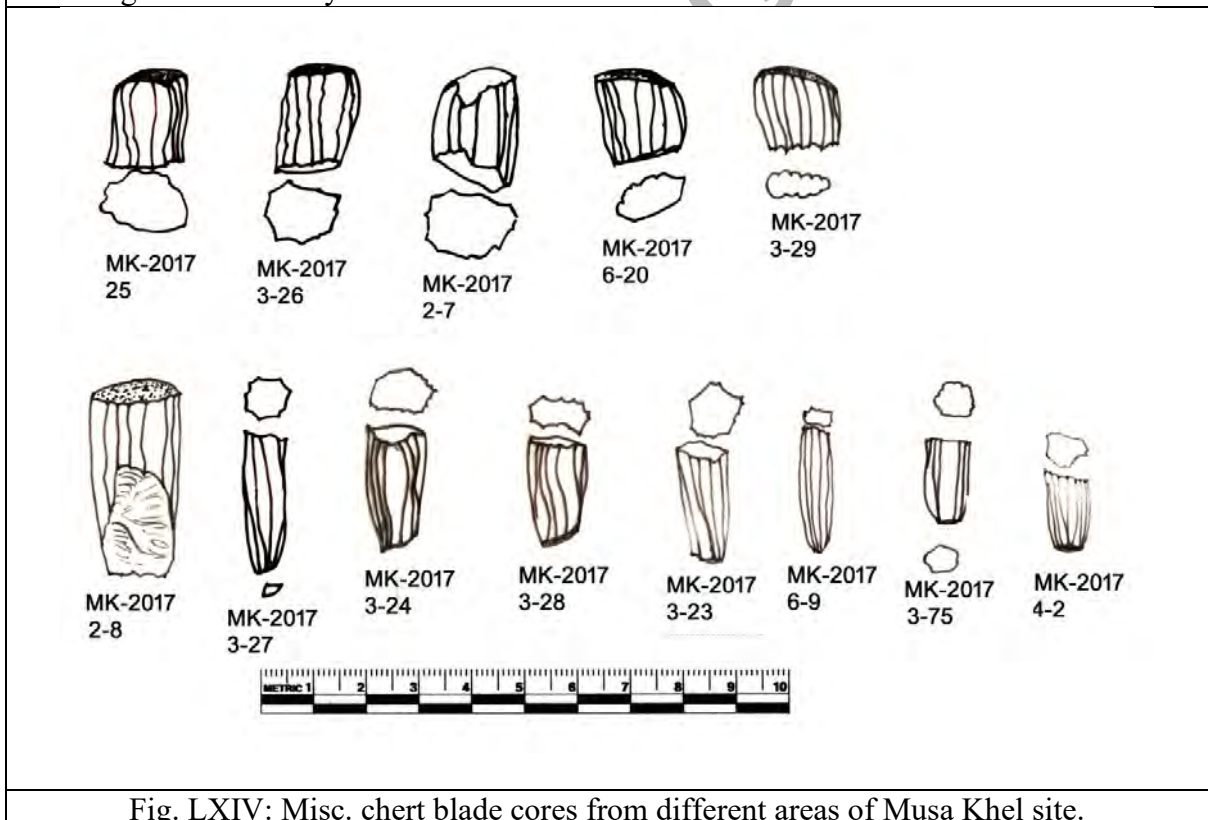 MK-2017
25
MK-2017
3-26
MK-2017
2-7
MK-2017
6-20
MK-2017
3-29
MK-2017
2-8
MK-2017
3-27
MK-2017
3-24
MK-2017
3-28
MK-2017
3-23
MK-2017
6-9
MK-2017
3-75
MK-2017
4-2
METRIC 1 2 3 4 5 6 7 8 9 10
Fig. LXIV: Misc. chert blade cores from different areas of Musa Khel site.